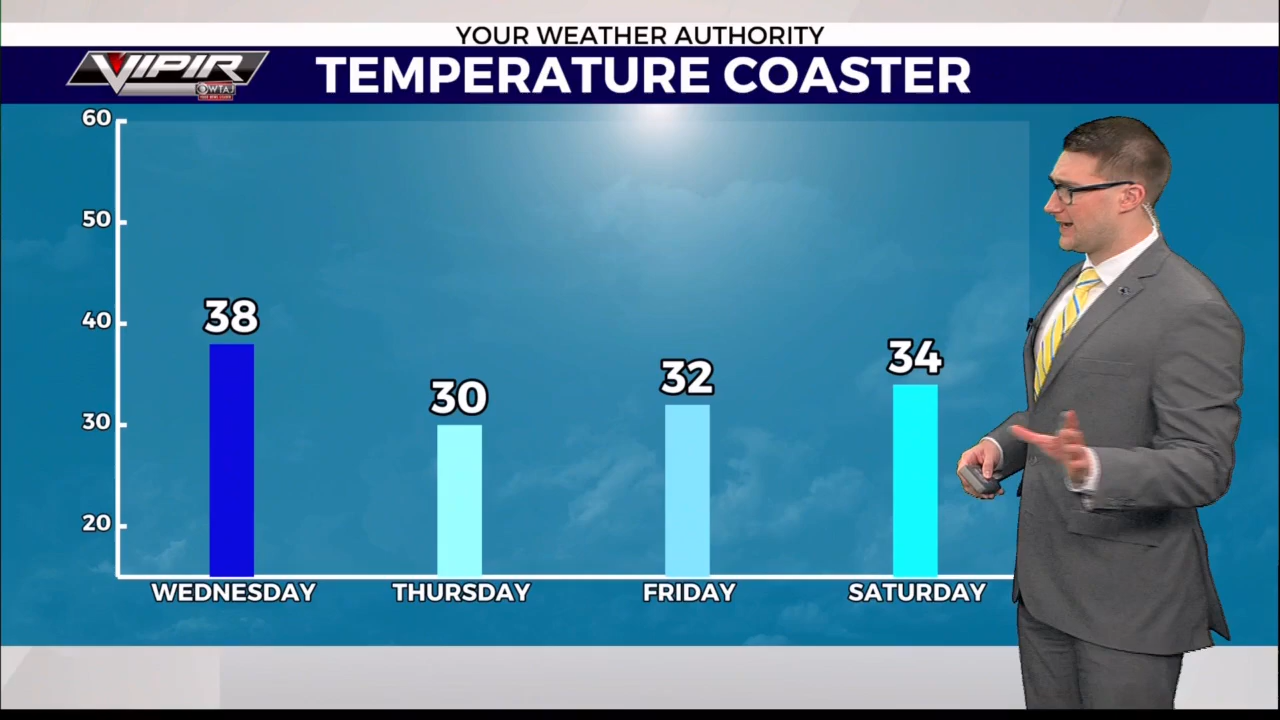 YOUR WEATHER AUTHORITY
VIPIR
TEMPERATURE COASTER
WTAJ
60
50
40
30
20
38
30
32
34
WEDNESDAY
THURSDAY
FRIDAY
SATURDAY